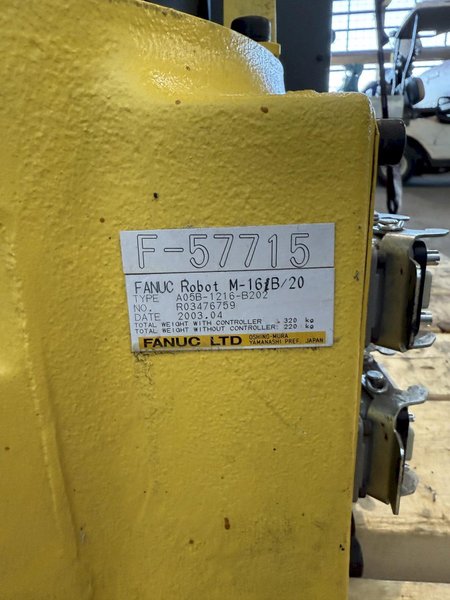 F-57715
FANUC Robot M-16iB/20
TYPE A05B-1216-B202
NO. R03476759
DATE 2003.04
TOTAL WEIGHT WITH CONTROLLER : 320 kg
TOTAL WEIGHT WITHOUT CONTROLLER: 220 kg
FANUC LTD OSHINO-MURA
YAMANASHI PREF. JAPAN